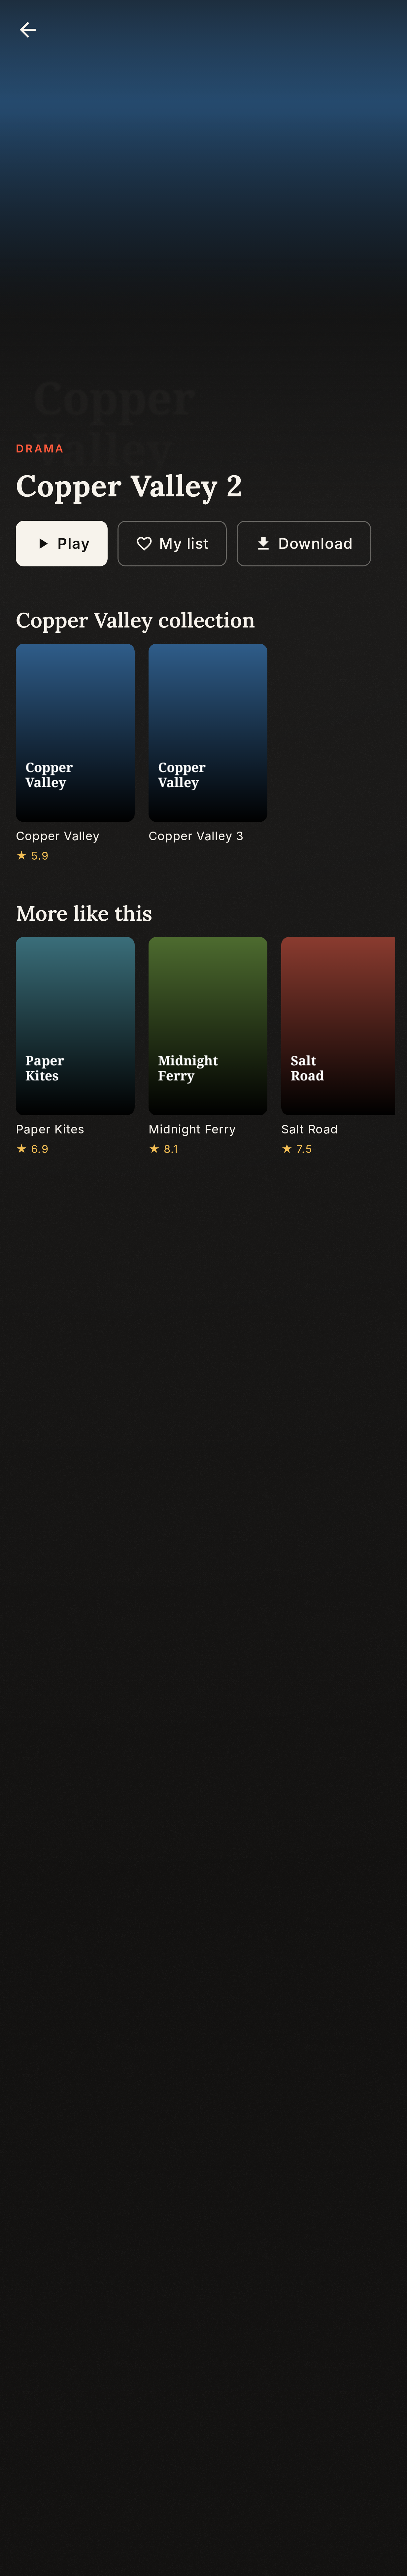 Copper
Valley
DRAMA
Copper Valley 2
Play
My list
Download
Copper Valley collection
Copper
Valley
Copper
Valley
Copper Valley
Copper Valley 3
★ 5.9
More like this
Paper
Kites
Midnight
Ferry
Salt
Road
Paper Kites
Midnight Ferry
Salt Road
★ 6.9
★ 8.1
★ 7.5